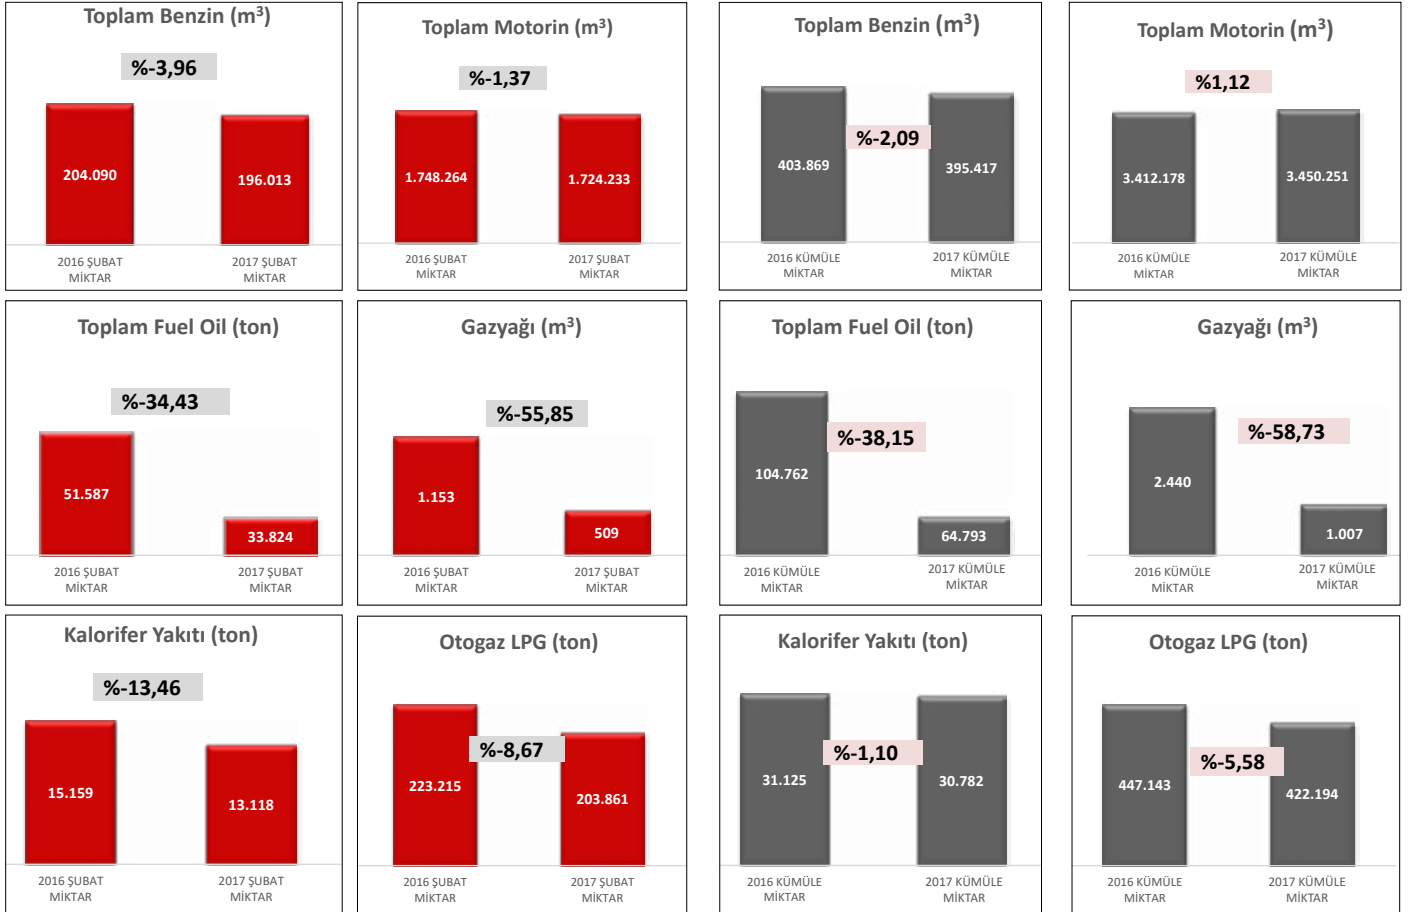 Toplam Benzin (m³)
%-3,96
204.090
196.013
2016 ŞUBAT
MİKTAR
2017 ŞUBAT
MİKTAR
Toplam Motorin (m³)
%-1,37
1.748.264
1.724.233
2016 ŞUBAT
MİKTAR
2017 ŞUBAT
MİKTAR
Toplam Benzin (m³)
%-2,09
403.869
395.417
2016 KÜMÜLE
MİKTAR
2017 KÜMÜLE
MİKTAR
Toplam Motorin (m³)
%1,12
3.412.178
3.450.251
2016 KÜMÜLE
MİKTAR
2017 KÜMÜLE
MİKTAR
Toplam Fuel Oil (ton)
%-34,43
51.587
33.824
2016 ŞUBAT
MİKTAR
2017 ŞUBAT
MİKTAR
Gazyağı (m³)
%-55,85
1.153
509
2016 ŞUBAT
MİKTAR
2017 ŞUBAT
MİKTAR
Toplam Fuel Oil (ton)
%-38,15
104.762
64.793
2016 KÜMÜLE
MİKTAR
2017 KÜMÜLE
MİKTAR
Gazyağı (m³)
%-58,73
2.440
1.007
2016 KÜMÜLE
MİKTAR
2017 KÜMÜLE
MİKTAR
Kalorifer Yakıtı (ton)
%-13,46
15.159
13.118
2016 ŞUBAT
MİKTAR
2017 ŞUBAT
MİKTAR
Otogaz LPG (ton)
%-8,67
223.215
203.861
2016 ŞUBAT
MİKTAR
2017 ŞUBAT
MİKTAR
Kalorifer Yakıtı (ton)
%-1,10
31.125
30.782
2016 KÜMÜLE
MİKTAR
2017 KÜMÜLE
MİKTAR
Otogaz LPG (ton)
%-5,58
447.143
422.194
2016 KÜMÜLE
MİKTAR
2017 KÜMÜLE
MİKTAR